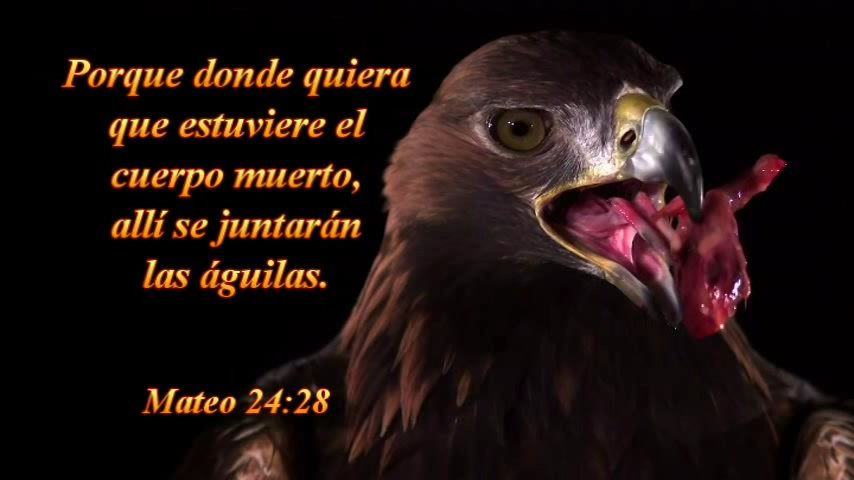 Porque donde quiera
que estuviere el
cuerpo muerto,
allí se juntarán
las águilas.
Mateo 24:28